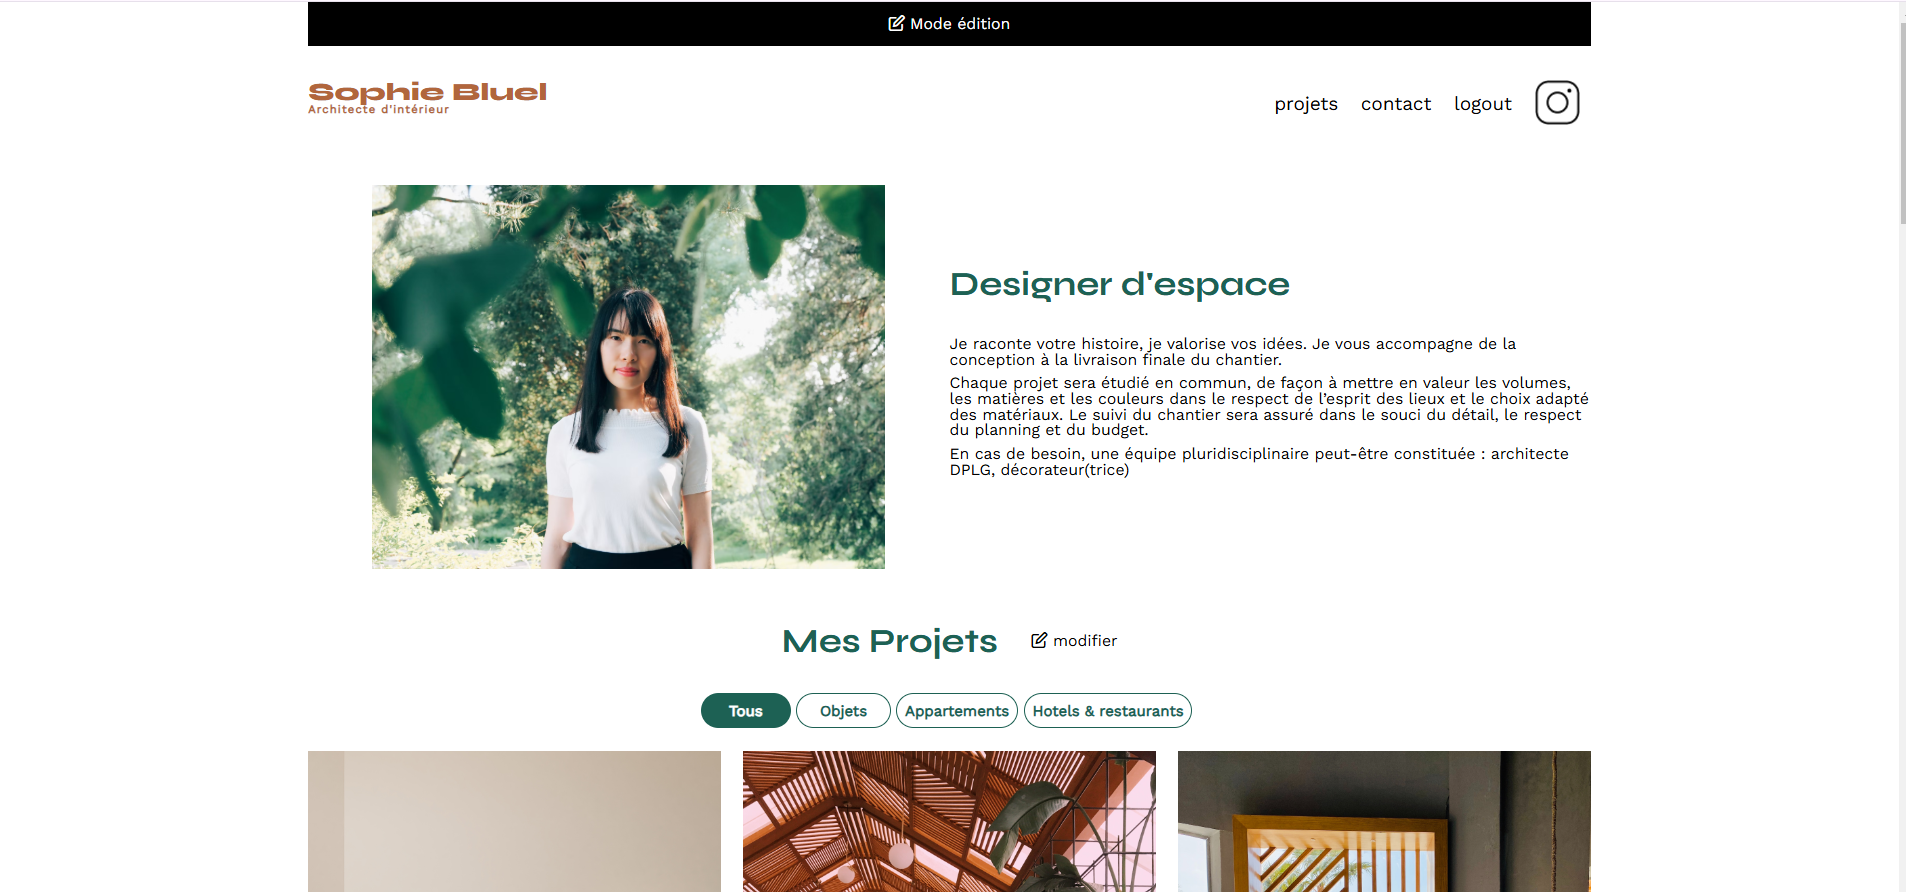 Mode édition
Sophie Bluel
Architecte d'intérieur
projets contact logout
Designer d'espace
Je raconte votre histoire, je valorise vos idées. Je vous accompagne de la
conception à la livraison finale du chantier.
Chaque projet sera étudié en commun, de façon à mettre en valeur les volumes,
les matières et les couleurs dans le respect de l’esprit des lieux et le choix adapté
des matériaux. Le suivi du chantier sera assuré dans le souci du détail, le respect
du planning et du budget.
En cas de besoin, une équipe pluridisciplinaire peut-être constituée : architecte
DPLG, décorateur(trice)
Mes Projets modifier
Tous Objets Appartements Hotels & restaurants